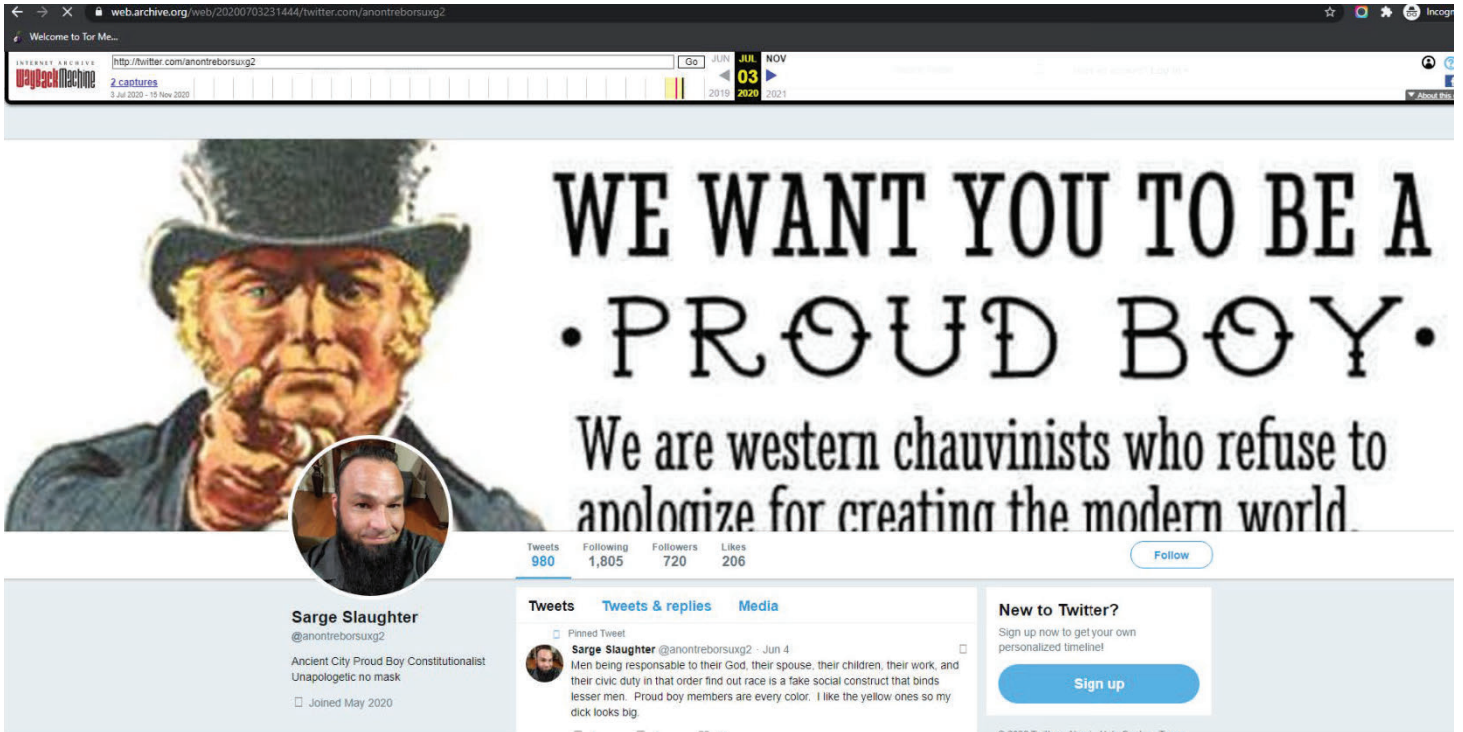 web.archive.org/web/20200703231444/twitter.com/anontreborsuxg2
Incogn
Welcome to Tor Me...
INTERNET ARCHIVE
WayBackMachine
http://twitter.com/anontreborsuxg2
Go
JUN JUL NOV
2 captures
03
3 Jul 2020 - 15 Nov 2020
2019 2020 2021
About this
WE WANT YOU TO BE A
•PROUD BOY•
We are western chauvinists who refuse to
apologize for creating the modern world.
Tweets Following Followers Likes
980 1,805 720 206
Follow
Sarge Slaughter
@anontreborsuxg2
Ancient City Proud Boy Constitutionalist
Unapologetic no mask
Joined May 2020
Tweets Tweets & replies Media
Pinned Tweet
Sarge Slaughter @anontreborsuxg2 · Jun 4
Men being responsable to their God, their spouse, their children, their work, and
their civic duty in that order find out race is a fake social construct that binds
lesser men. Proud boy members are every color. I like the yellow ones so my
dick looks big.
New to Twitter?
Sign up now to get your own
personalized timeline!
Sign up